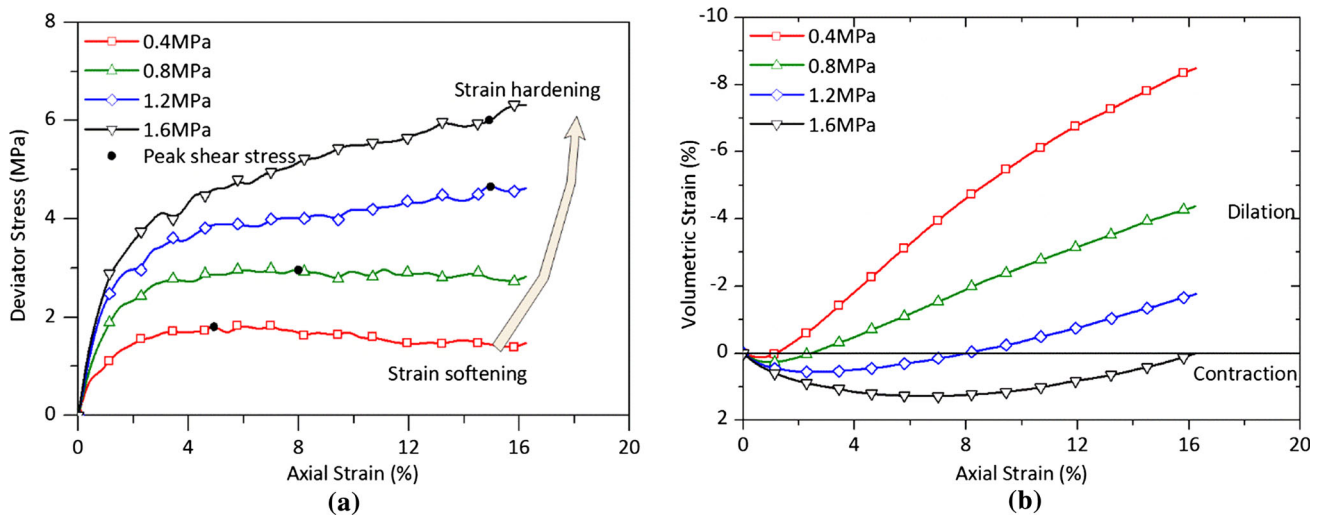 8
6
4
2
0
Deviator Stress (MPa)
0.4MPa
0.8MPa
1.2MPa
1.6MPa
Peak shear stress
Strain hardening
Strain softening
0 4 8 12 16 20
Axial Strain (%)
(a)
-10
-8
-6
-4
-2
0
2
Volumetric Strain (%)
0.4MPa
0.8MPa
1.2MPa
1.6MPa
Dilation
Contraction
0 4 8 12 16 20
Axial Strain (%)
(b)